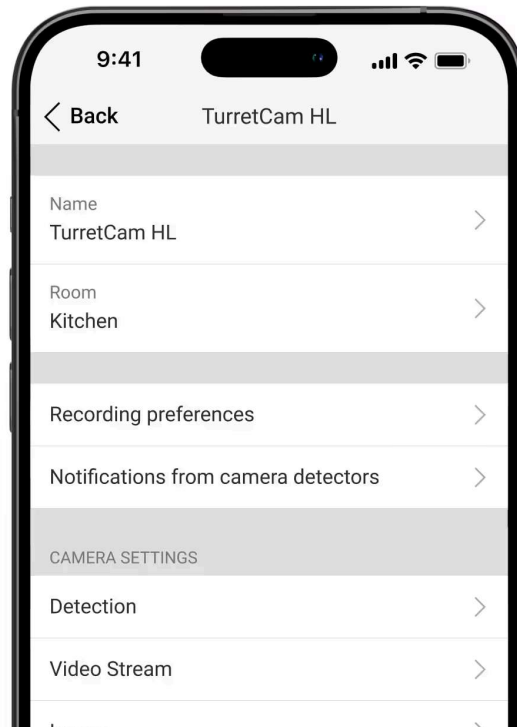 9:41
Back
TurretCam HL
Name
TurretCam HL
Room
Kitchen
Recording preferences
Notifications from camera detectors
CAMERA SETTINGS
Detection
Video Stream